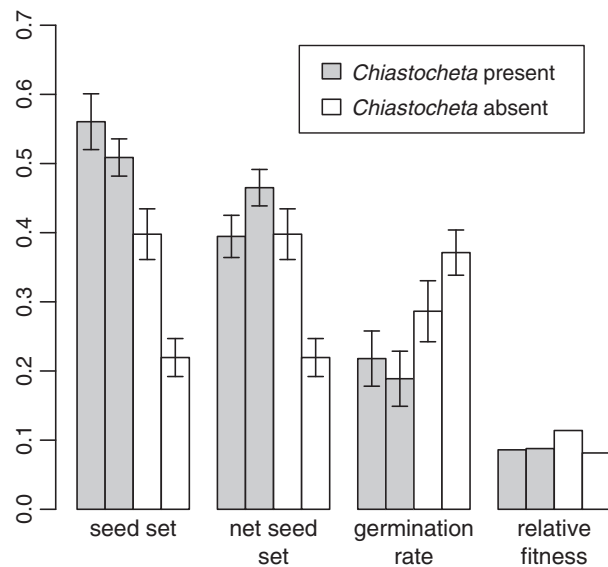 0.7
0.6
0.5
0.4
0.3
0.2
0.1
0.0
Chiastocheta present
Chiastocheta absent
seed set
net seed
set
germination
rate
relative
fitness